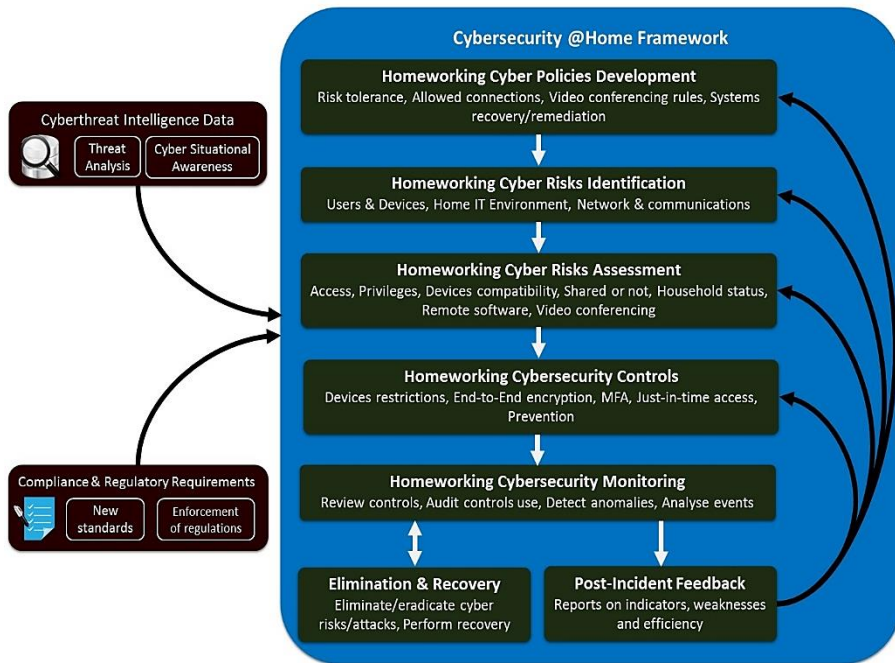 Cybersecurity @Home Framework
Homeworking Cyber Policies Development
Risk tolerance, Allowed connections, Video conferencing rules, Systems
recovery/remediation
Cyberthreat Intelligence Data
Threat
Analysis
Cyber Situational
Awareness
Homeworking Cyber Risks Identification
Users & Devices, Home IT Environment, Network & communications
Homeworking Cyber Risks Assessment
Access, Privileges, Devices compatibility, Shared or not, Household status,
Remote software, Video conferencing
Homeworking Cybersecurity Controls
Devices restrictions, End-to-End encryption, MFA, Just-in-time access,
Prevention
Compliance & Regulatory Requirements
New
standards
Enforcement
of regulations
Homeworking Cybersecurity Monitoring
Review controls, Audit controls use, Detect anomalies, Analyse events
Elimination & Recovery
Eliminate/eradicate cyber
risks/attacks, Perform recovery
Post-Incident Feedback
Reports on indicators, weaknesses
and efficiency